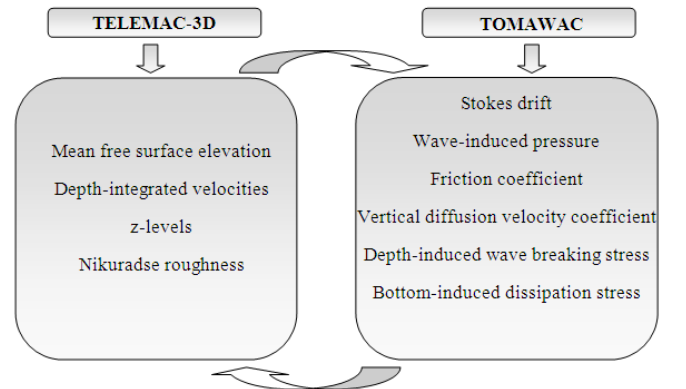 TELEMAC-3D
Mean free surface elevation
Depth-integrated velocities
z-levels
Nikuradse roughness
TOMAWAC
Stokes drift
Wave-induced pressure
Friction coefficient
Vertical diffusion velocity coefficient
Depth-induced wave breaking stress
Bottom-induced dissipation stress